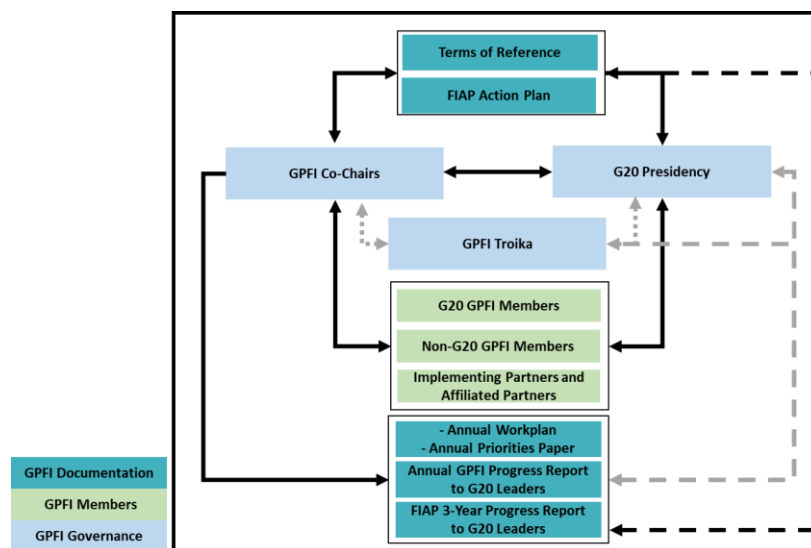 Terms of Reference
FIAP Action Plan
GPFI Co-Chairs
G20 Presidency
GPFI Troika
G20 GPFI Members
Non-G20 GPFI Members
Implementing Partners and
Affiliated Partners
- Annual Workplan
- Annual Priorities Paper
Annual GPFI Progress Report
to G20 Leaders
FIAP 3-Year Progress Report
to G20 Leaders
GPFI Documentation
GPFI Members
GPFI Governance